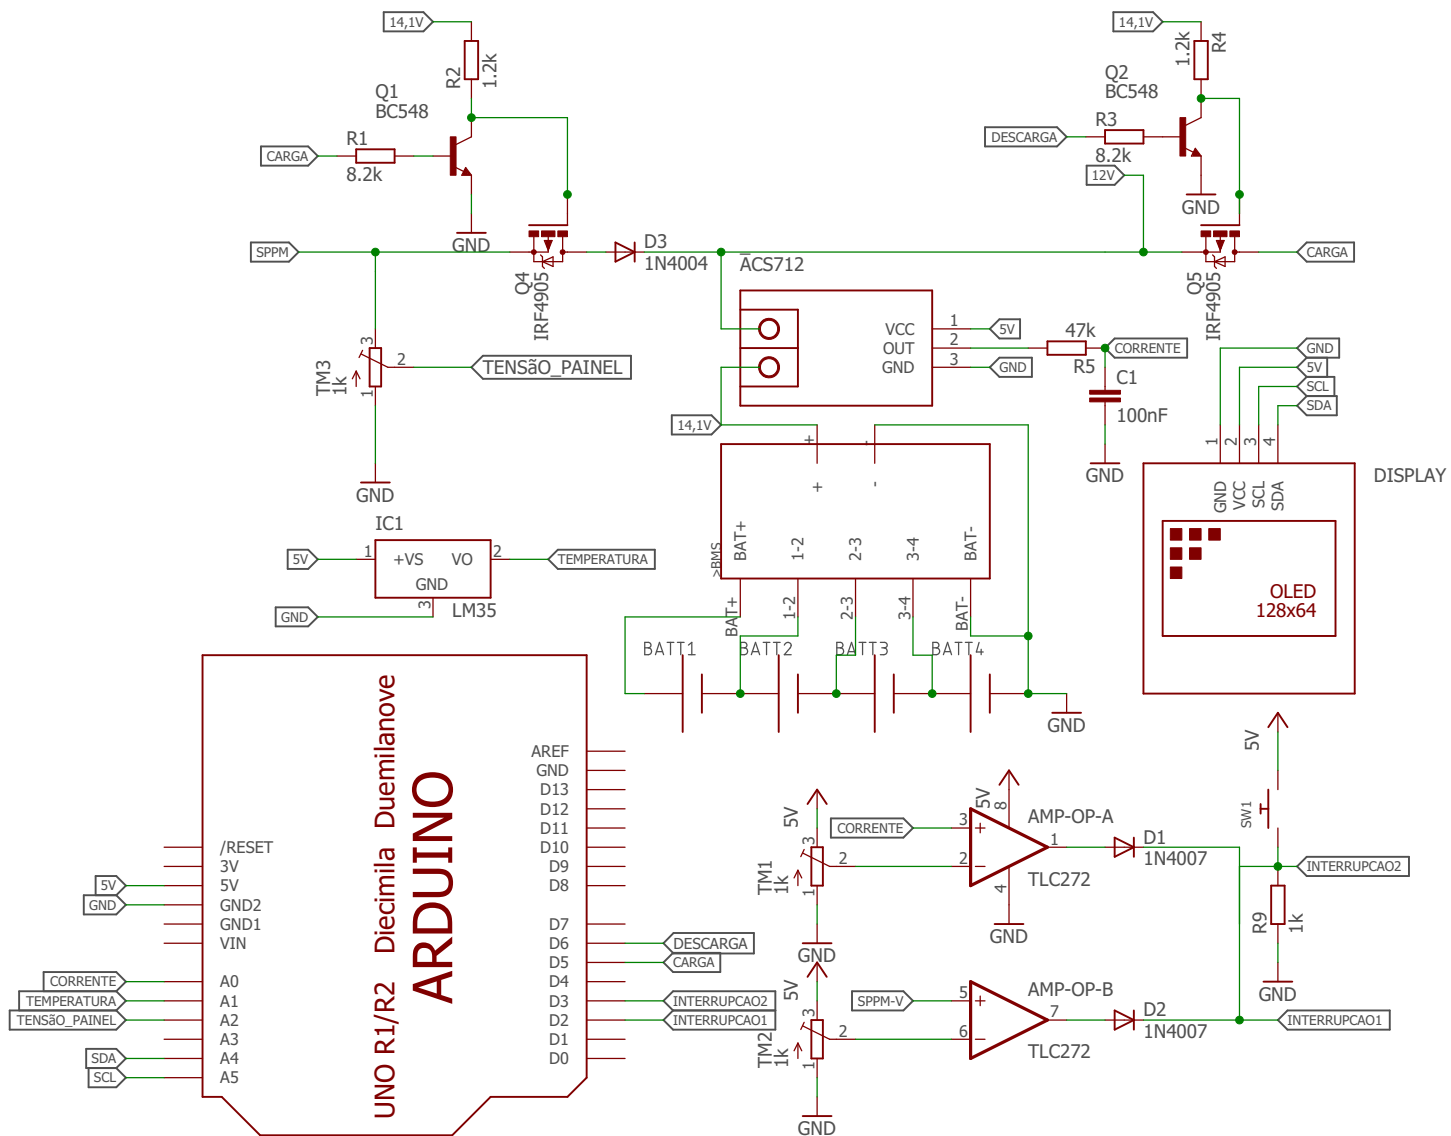 14,1V
R2
1.2k
Q1
BC548
R1
8.2k
CARGA
GND
SPPM
Q4
IRF4905
D3
1N4004
14,1V
1.2k
R4
Q2
BC548
R3
8.2k
DESCARGA
12V
GND
Q5
IRF4905
CARGA
ACS712
VCC
OUT
GND
1
2
3
5V
GND
47k
R5
CORRENTE
C1
100nF
GND
TM3
1k
3
2
1
TENSãO_PAINEL
GND
14,1V
+
-
+
-
>BMS
BAT+
1-2
2-3
3-4
BAT-
BAT+
1-2
2-3
3-4
BAT-
BATT1
BATT2
BATT3
BATT4
GND
GND
5V
SCL
SDA
1
2
3
4
GND
VCC
SCL
SDA
DISPLAY
OLED
128x64
IC1
5V
1
+VS
VO
2
TEMPERATURA
GND
GND
3
LM35
UNO R1/R2 Diecimila Duemilanove
ARDUINO
/RESET
3V
5V
GND2
GND1
VIN
A0
A1
A2
A3
A4
A5
5V
GND
CORRENTE
TEMPERATURA
TENSãO_PAINEL
SDA
SCL
AREF
GND
D13
D12
D11
D10
D9
D8
D7
D6
D5
D4
D3
D2
D1
D0
DESCARGA
CARGA
INTERRUPCAO2
INTERRUPCAO1
5V
TM1
1k
3
2
1
GND
CORRENTE
5V
8
3
+
2
-
1
4
AMP-OP-A
TLC272
GND
D1
1N4007
5V
TM2
1k
3
2
1
GND
SPPM-V
5
+
6
-
7
AMP-OP-B
TLC272
D2
1N4007
5V
SW1
INTERRUPCAO2
R9
1k
GND
INTERRUPCAO1